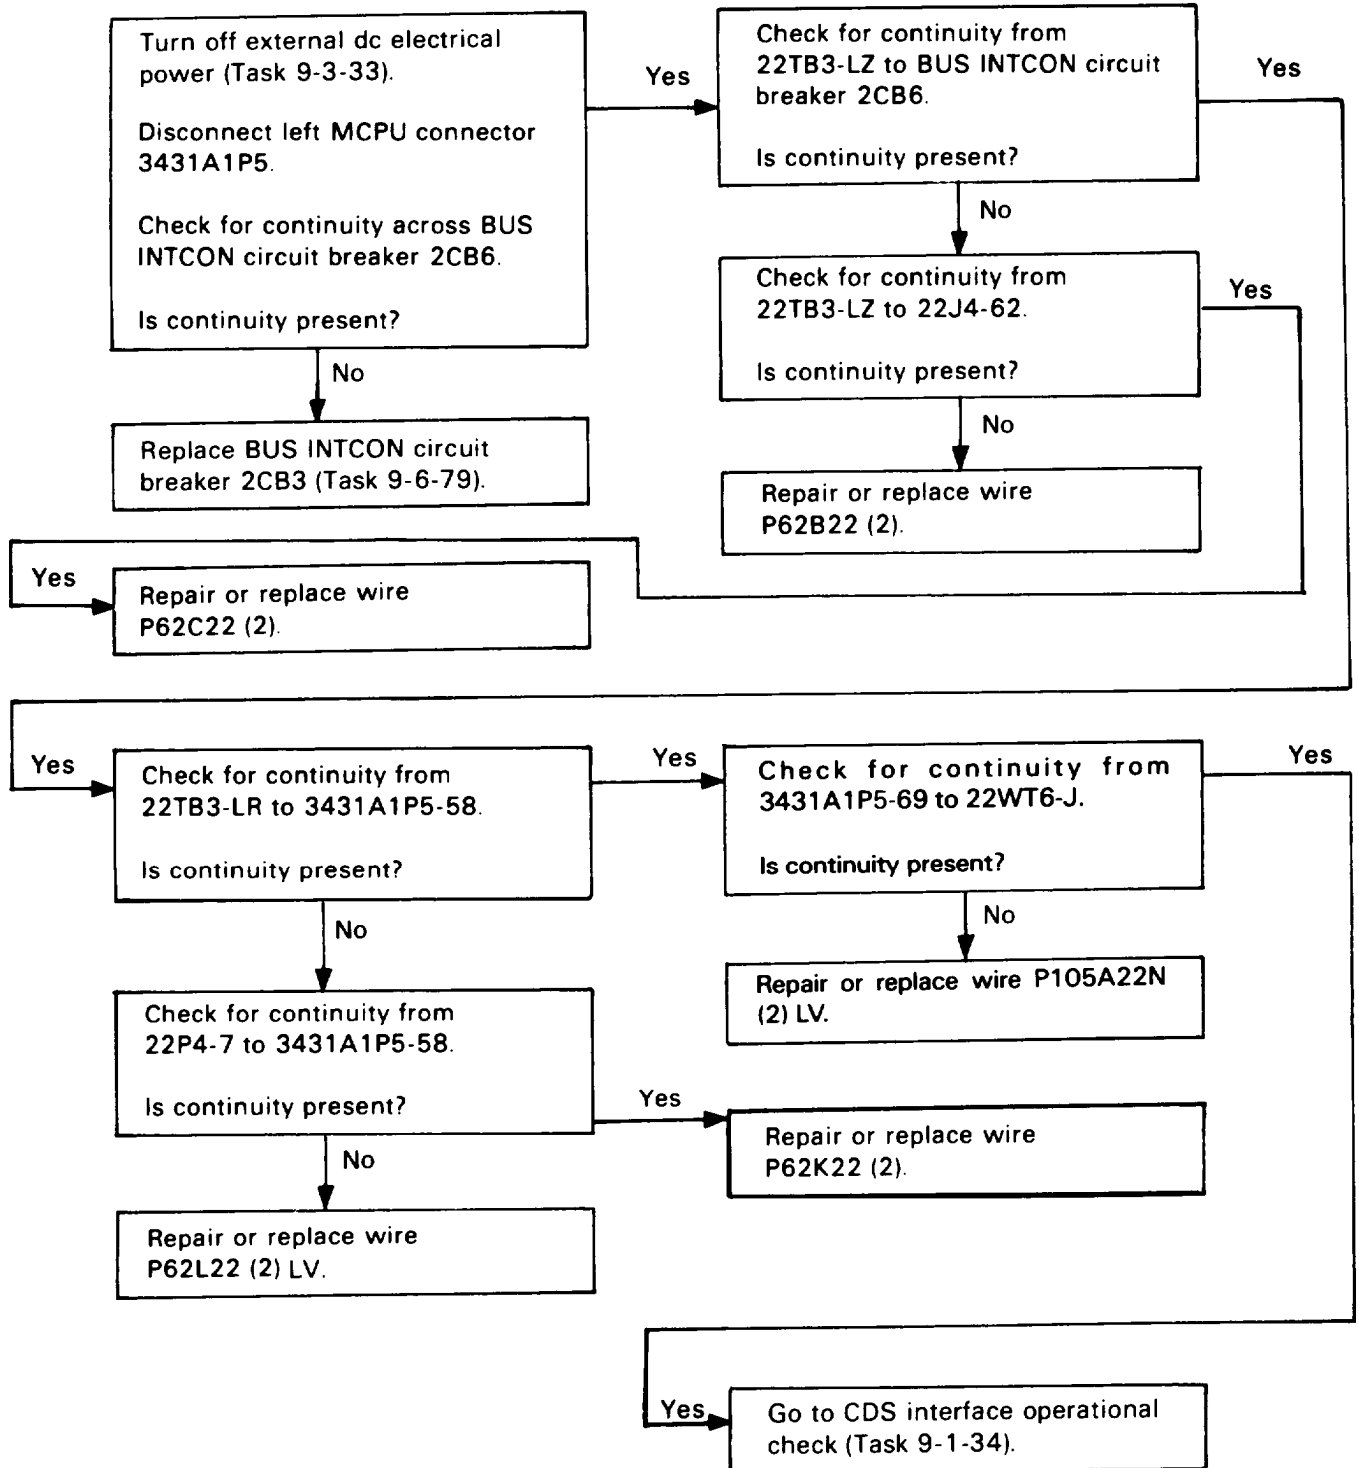 Turn off external dc electrical
power (Task 9-3-33).
Disconnect left MCPU connector
3431A1P5.
Check for continuity across BUS
INTCON circuit breaker 2CB6.
Is continuity present?
Yes
No
Replace BUS INTCON circuit
breaker 2CB3 (Task 9-6-79).
Check for continuity from
22TB3-LZ to BUS INTCON circuit
breaker 2CB6.
Is continuity present?
Yes
No
Check for continuity from
22TB3-LZ to 22J4-62.
Is continuity present?
Yes
No
Repair or replace wire
P62B22 (2).
Yes
Repair or replace wire
P62C22 (2).
Yes
Check for continuity from
22TB3-LR to 3431A1P5-58.
Is continuity present?
Yes
No
Check for continuity from
3431A1P5-69 to 22WT6-J.
Is continuity present?
Yes
No
Repair or replace wire P105A22N
(2) LV.
Check for continuity from
22P4-7 to 3431A1P5-58.
Is continuity present?
Yes
No
Repair or replace wire
P62K22 (2).
Repair or replace wire
P62L22 (2) LV.
Yes
Go to CDS interface operational
check (Task 9-1-34).